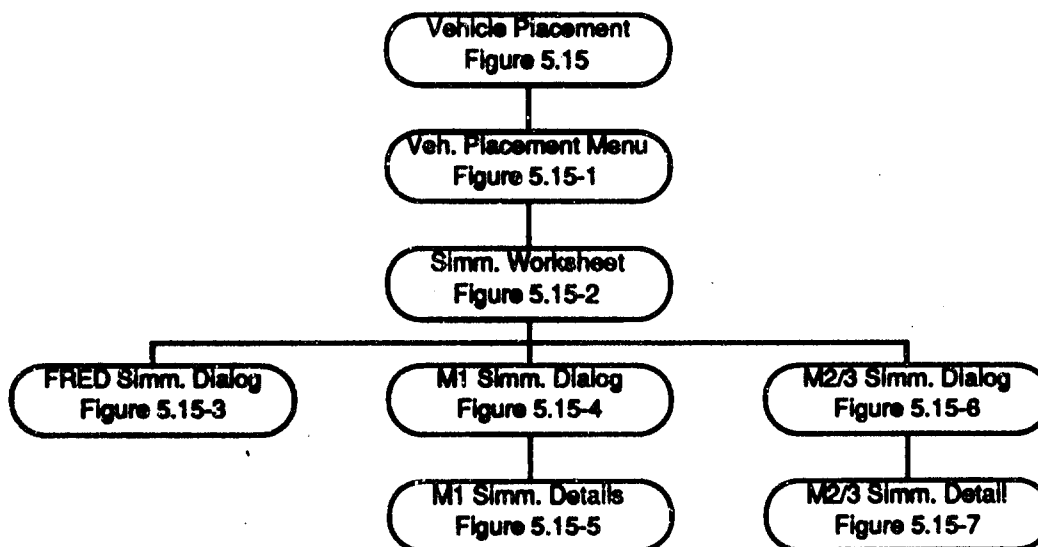 Vehicle Placement
Figure 5.15
Veh. Placement Menu
Figure 5.15-1
Simm. Worksheet
Figure 5.15-2
FRED Simm. Dialog
Figure 5.15-3
M1 Simm. Dialog
Figure 5.15-4
M2/3 Simm. Dialog
Figure 5.15-6
M1 Simm. Details
Figure 5.15-5
M2/3 Simm. Detail
Figure 5.15-7